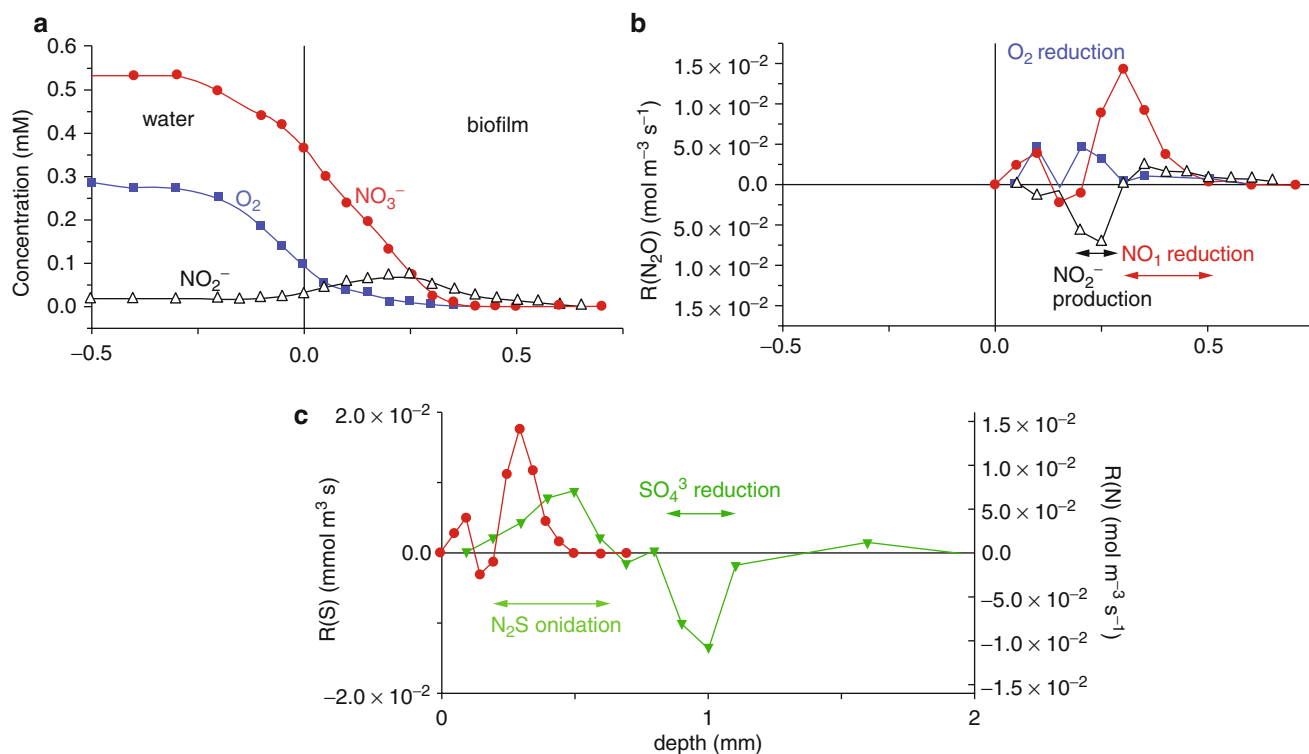 a
Concentration (mM)
0.6
0.5
0.4
0.3
0.2
0.1
0.0
water
biofilm
O₂
NO₃⁻
NO₂⁻
−0.5
0.0
0.5
b
R(N₂O) (mol m⁻³ s⁻¹)
1.5 × 10⁻²
1.0 × 10⁻²
5.0 × 10⁻²
0.0
5.0 × 10⁻²
1.0 × 10⁻²
1.5 × 10⁻²
O₂ reduction
NO₁ reduction
NO₂⁻
production
−0.5
0.0
0.5
c
R(S) (mmol m³ s)
2.0 × 10⁻²
0.0
−2.0 × 10⁻²
SO₄³ reduction
N₂S onidation
1.5 × 10⁻²
1.0 × 10⁻²
5.0 × 10⁻²
0.0
−5.0 × 10⁻²
−1.0 × 10⁻²
−1.5 × 10⁻²
R(N) (mol m⁻³ s⁻¹)
0
1
2
depth (mm)